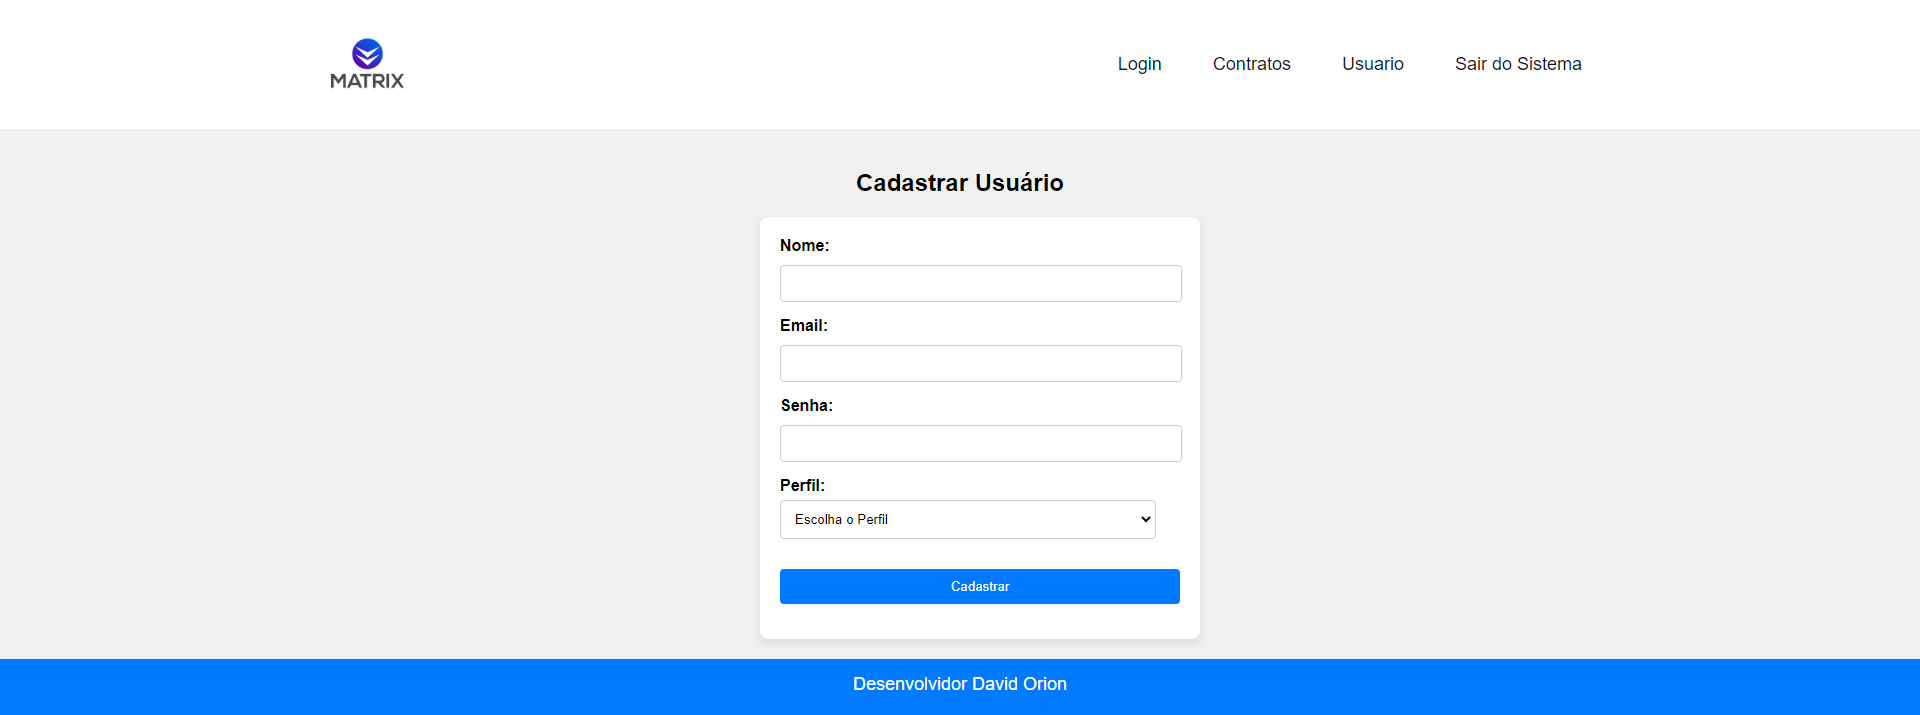 MATRIX
Login Contratos Usuario Sair do Sistema
Cadastrar Usuário
Nome:
Email:
Senha:
Perfil:
Escolha o Perfil
Cadastrar
Desenvolvidor David Orion